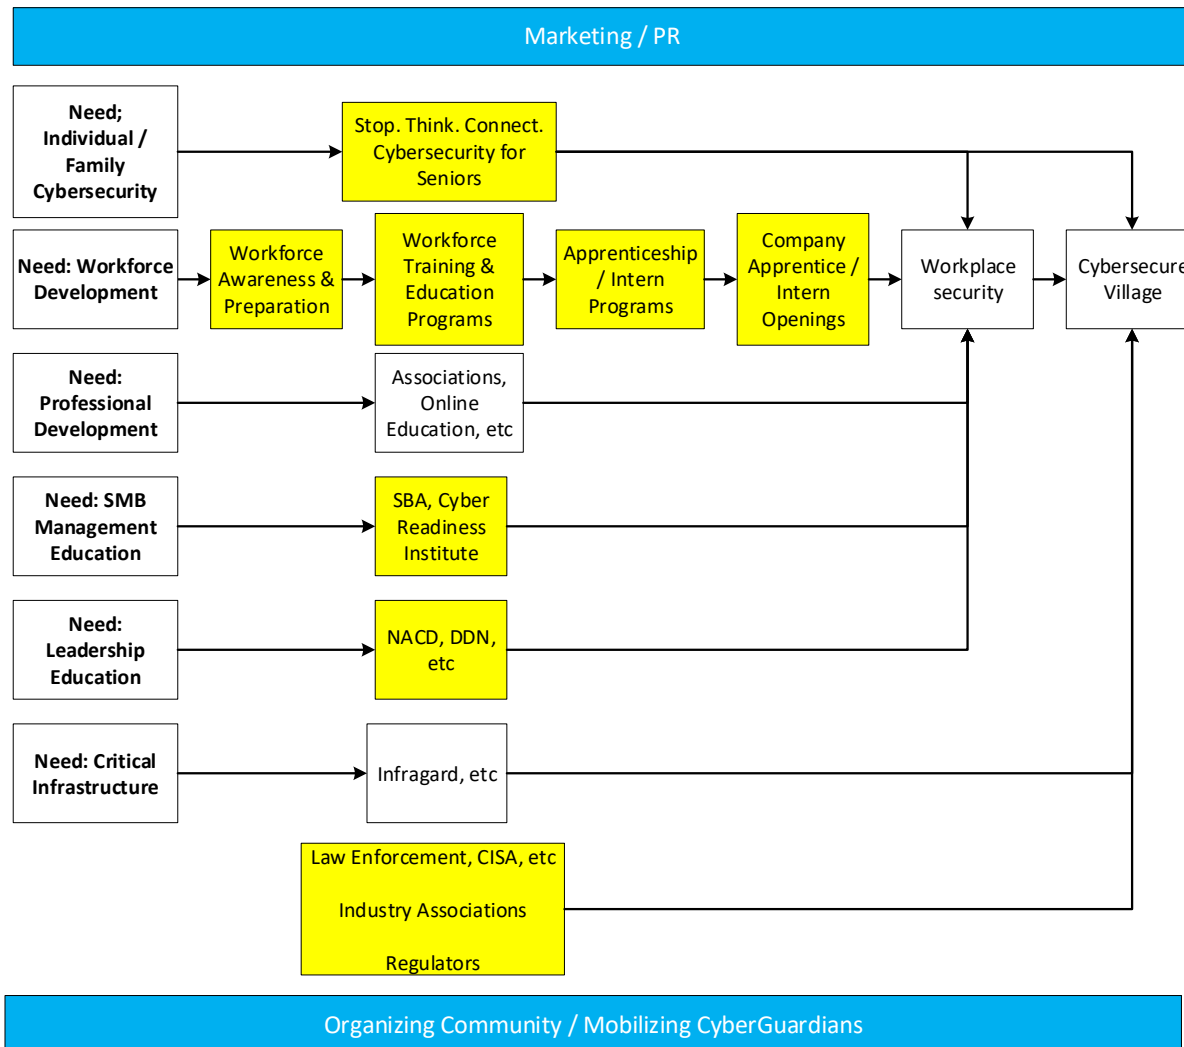 Marketing / PR
Need;
Individual /
Family
Cybersecurity
Stop. Think. Connect.
Cybersecurity for
Seniors
Need: Workforce
Development
Workforce
Awareness &
Preparation
Workforce
Training &
Education
Programs
Apprenticeship
/ Intern
Programs
Company
Apprentice /
Intern
Openings
Workplace
security
Cybersecure
Village
Need:
Professional
Development
Associations,
Online
Education, etc
Need: SMB
Management
Education
SBA, Cyber
Readiness
Institute
Need:
Leadership
Education
NACD, DDN,
etc
Need: Critical
Infrastructure
Infragard, etc
Law Enforcement, CISA, etc
Industry Associations
Regulators
Organizing Community / Mobilizing CyberGuardians